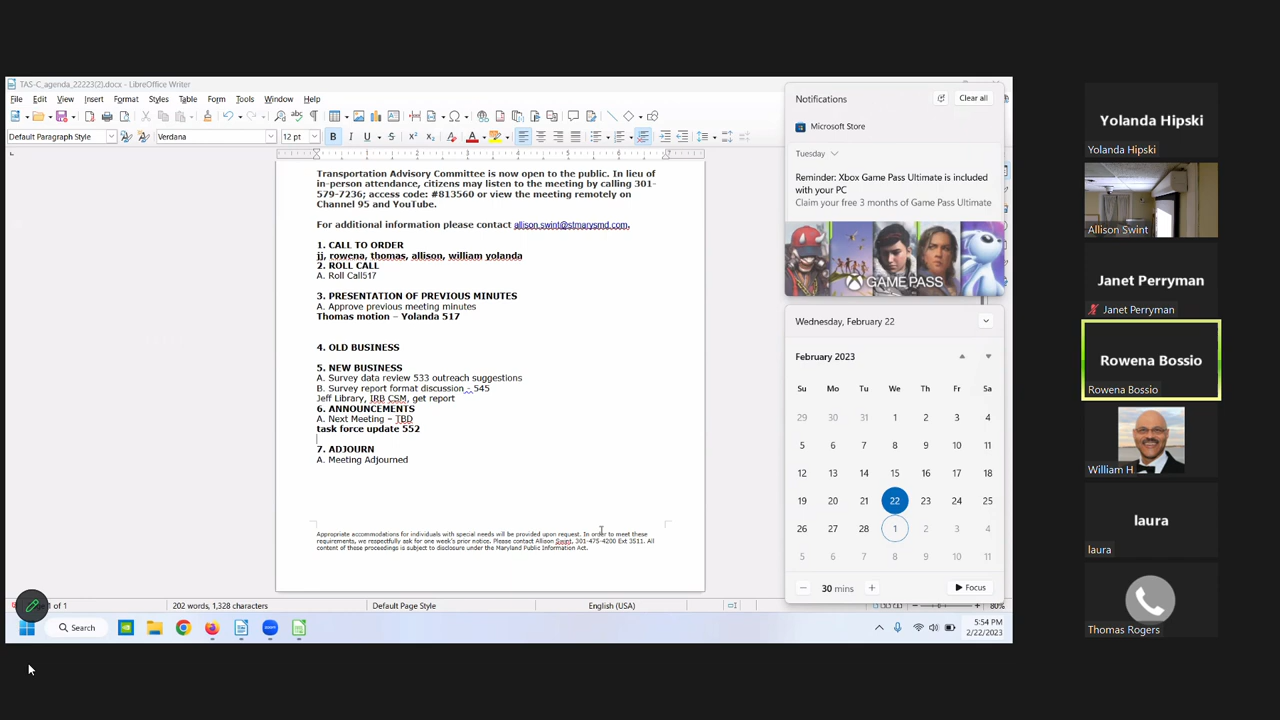 TAS-C_agenda_22223(2).docx - LibreOffice Writer
File Edit View Insert Format Styles Table Form Tools Window Help
Default Paragraph Style Verdana 12 pt
Transportation Advisory Committee is now open to the public. In lieu of
in-person attendance, citizens may listen to the meeting by calling 301-
579-7236; access code: #813560 or view the meeting remotely on
Channel 95 and YouTube.
For additional information please contact allison.swint@stmarysmd.com.
1. CALL TO ORDER
jj, rowena, thomas, allison, william yolanda
2. ROLL CALL
A. Roll Call517
3. PRESENTATION OF PREVIOUS MINUTES
A. Approve previous meeting minutes
Thomas motion – Yolanda 517
4. OLD BUSINESS
5. NEW BUSINESS
A. Survey data review 533 outreach suggestions
B. Survey report format discussion - 545
Jeff Library, IRB CSM, get report
6. ANNOUNCEMENTS
A. Next Meeting – TBD
task force update 552
7. ADJOURN
A. Meeting Adjourned
Appropriate accommodations for individuals with special needs will be provided upon request. In order to meet these
requirements, we respectfully ask for one week's prior notice. Please contact Allison Swint, 301-475-4200 Ext 3511. All
content of these proceedings is subject to disclosure under the Maryland Public Information Act.
1 of 1 202 words, 1,328 characters Default Page Style English (USA) 80%
Search
5:54 PM
2/22/2023
Notifications Clear all
Microsoft Store
Tuesday
Reminder: Xbox Game Pass Ultimate is included
with your PC
Claim your free 3 months of Game Pass Ultimate
XBOX GAME PASS
Wednesday, February 22
February 2023
Su Mo Tu We Th Fr Sa
29 30 31 1 2 3 4
5 6 7 8 9 10 11
12 13 14 15 16 17 18
19 20 21 22 23 24 25
26 27 28 1 2 3 4
5 6 7 8 9 10 11
30 mins Focus
Yolanda Hipski
Yolanda Hipski
Allison Swint
Janet Perryman
Janet Perryman
Rowena Bossio
Rowena Bossio
William H
laura
laura
Thomas Rogers